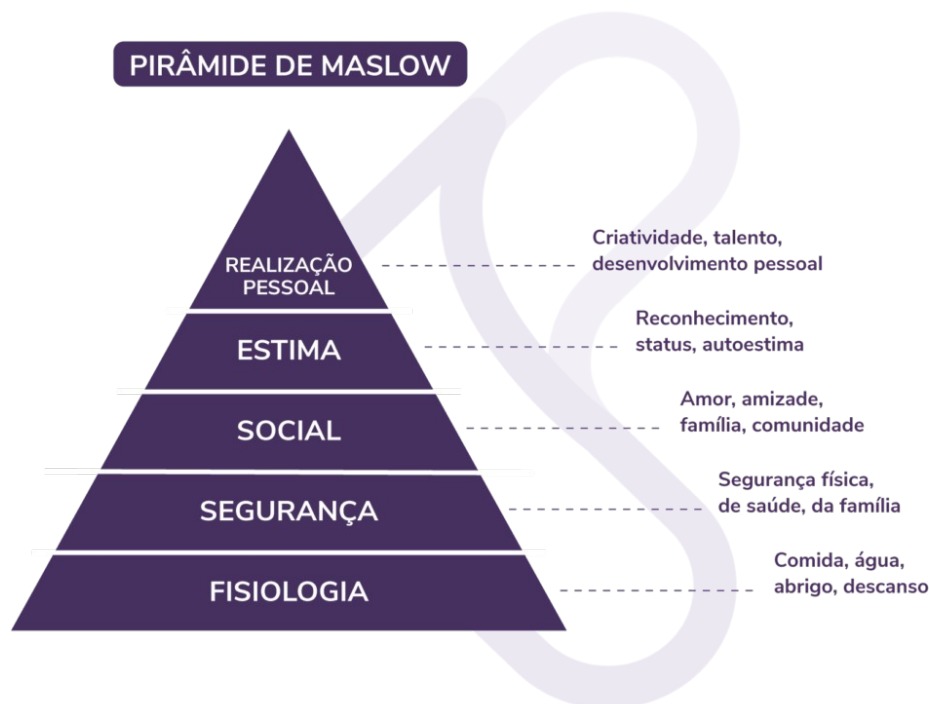 PIRÂMIDE DE MASLOW
REALIZAÇÃO
PESSOAL
Criatividade, talento,
desenvolvimento pessoal
ESTIMA
Reconhecimento,
status, autoestima
SOCIAL
Amor, amizade,
família, comunidade
SEGURANÇA
Segurança física,
de saúde, da família
FISIOLOGIA
Comida, água,
abrigo, descanso